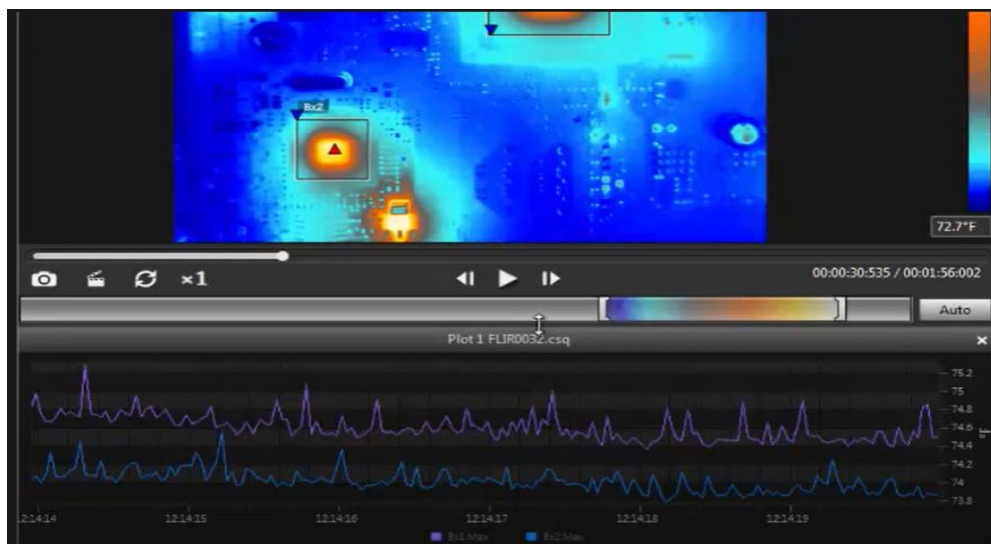 Bx2
72.7°F
×1
00:00:30:535 / 00:01:56:002
Auto
Plot 1 FLIR0032.csq
75.2
75
74.8
74.6
74.4
°F
74.2
74
73.8
12:14:14 12:14:15 12:14:16 12:14:17 12:14:18 12:14:19
Bx1 Max Bx2 Max